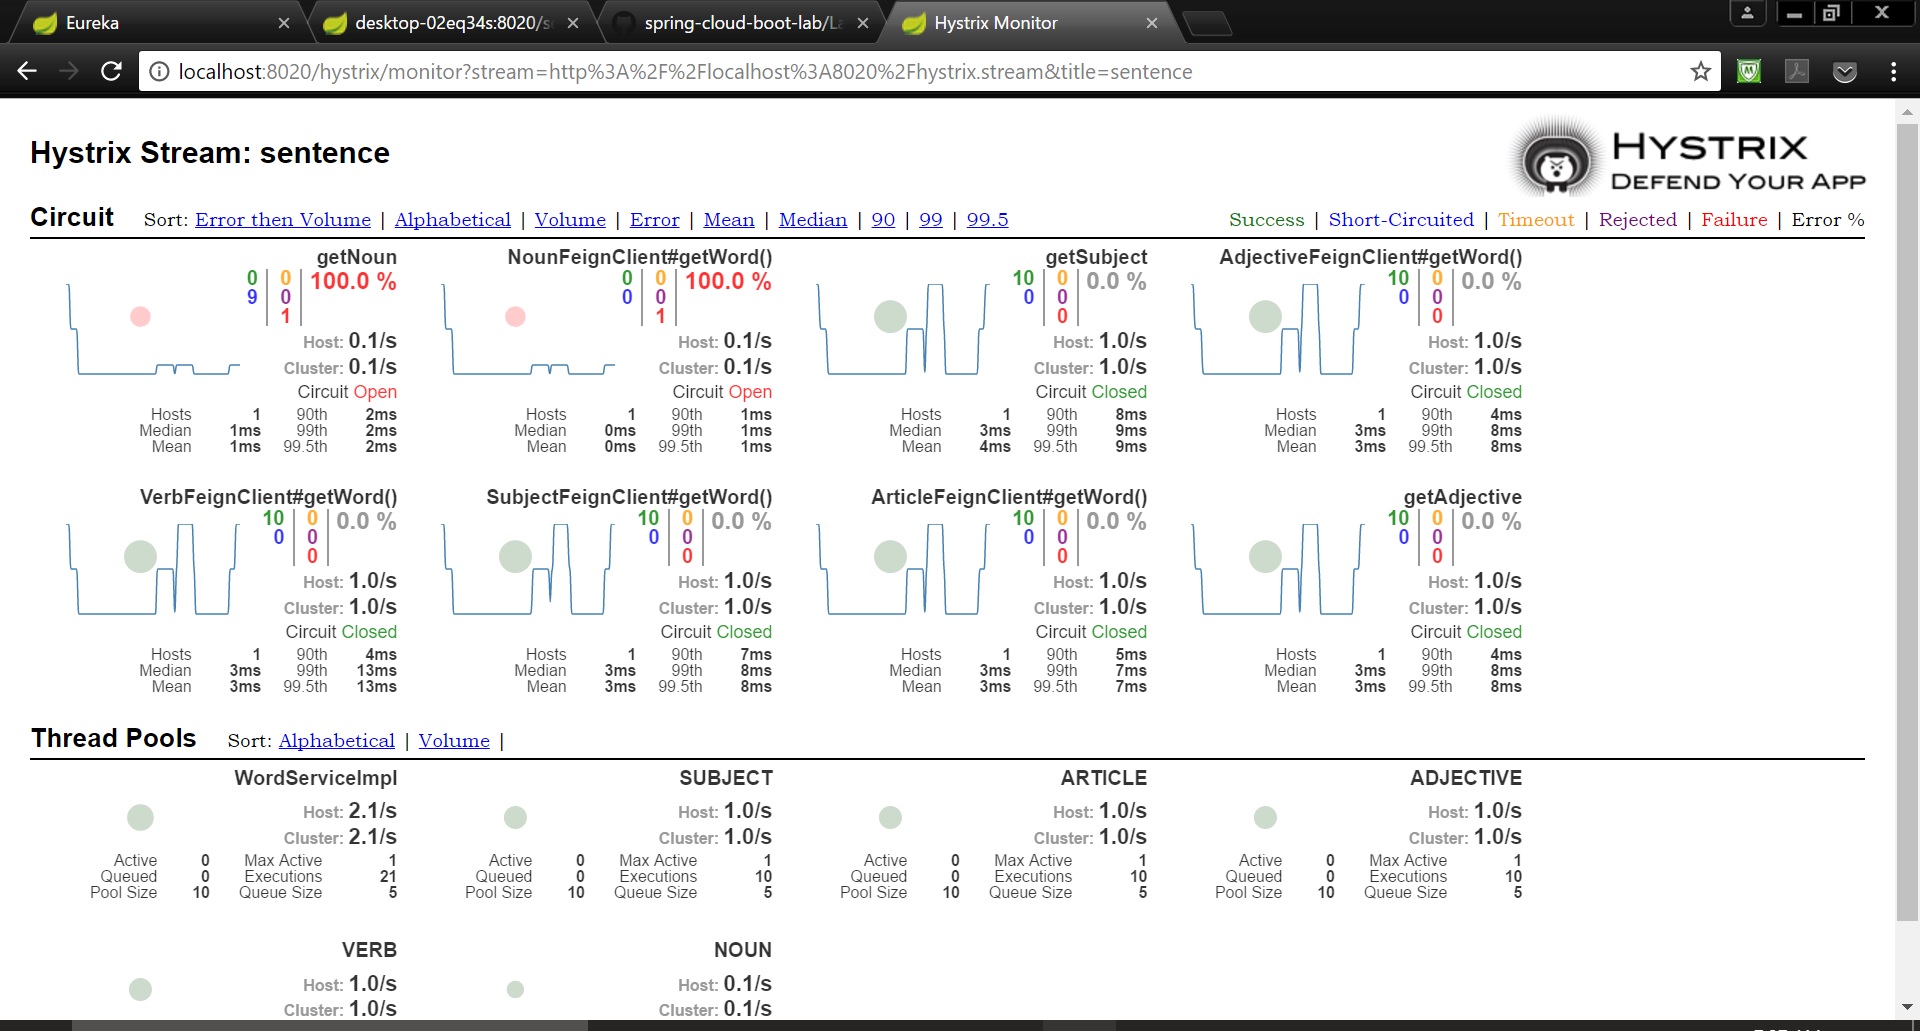 Eureka
desktop-02eq34s:8020/s
spring-cloud-boot-lab/La
Hystrix Monitor
localhost:8020/hystrix/monitor?stream=http%3A%2F%2Flocalhost%3A8020%2Fhystrix.stream&title=sentence
Hystrix Stream: sentence
HYSTRIX
DEFEND YOUR APP
Circuit Sort: Error then Volume | Alphabetical | Volume | Error | Mean | Median | 90 | 99 | 99.5
Success | Short-Circuited | Timeout | Rejected | Failure | Error %
getNoun
0 0 100.0 %
9 0
1
Host: 0.1/s
Cluster: 0.1/s
Circuit Open
Hosts 1 90th 2ms
Median 1ms 99th 2ms
Mean 1ms 99.5th 2ms
NounFeignClient#getWord()
0 0 100.0 %
0 0
1
Host: 0.1/s
Cluster: 0.1/s
Circuit Open
Hosts 1 90th 1ms
Median 0ms 99th 1ms
Mean 0ms 99.5th 1ms
getSubject
10 0 0.0 %
0 0
0
Host: 1.0/s
Cluster: 1.0/s
Circuit Closed
Hosts 1 90th 8ms
Median 3ms 99th 9ms
Mean 4ms 99.5th 9ms
AdjectiveFeignClient#getWord()
10 0 0.0 %
0 0
0
Host: 1.0/s
Cluster: 1.0/s
Circuit Closed
Hosts 1 90th 4ms
Median 3ms 99th 8ms
Mean 3ms 99.5th 8ms
VerbFeignClient#getWord()
10 0 0.0 %
0 0
0
Host: 1.0/s
Cluster: 1.0/s
Circuit Closed
Hosts 1 90th 4ms
Median 3ms 99th 13ms
Mean 3ms 99.5th 13ms
SubjectFeignClient#getWord()
10 0 0.0 %
0 0
0
Host: 1.0/s
Cluster: 1.0/s
Circuit Closed
Hosts 1 90th 7ms
Median 3ms 99th 8ms
Mean 3ms 99.5th 8ms
ArticleFeignClient#getWord()
10 0 0.0 %
0 0
0
Host: 1.0/s
Cluster: 1.0/s
Circuit Closed
Hosts 1 90th 5ms
Median 3ms 99th 7ms
Mean 3ms 99.5th 7ms
getAdjective
10 0 0.0 %
0 0
0
Host: 1.0/s
Cluster: 1.0/s
Circuit Closed
Hosts 1 90th 4ms
Median 3ms 99th 8ms
Mean 3ms 99.5th 8ms
Thread Pools Sort: Alphabetical | Volume |
WordServiceImpl
Host: 2.1/s
Cluster: 2.1/s
Active 0 Max Active 1
Queued 0 Executions 21
Pool Size 10 Queue Size 5
SUBJECT
Host: 1.0/s
Cluster: 1.0/s
Active 0 Max Active 1
Queued 0 Executions 10
Pool Size 10 Queue Size 5
ARTICLE
Host: 1.0/s
Cluster: 1.0/s
Active 0 Max Active 1
Queued 0 Executions 10
Pool Size 10 Queue Size 5
ADJECTIVE
Host: 1.0/s
Cluster: 1.0/s
Active 0 Max Active 1
Queued 0 Executions 10
Pool Size 10 Queue Size 5
VERB
Host: 1.0/s
Cluster: 1.0/s
NOUN
Host: 0.1/s
Cluster: 0.1/s